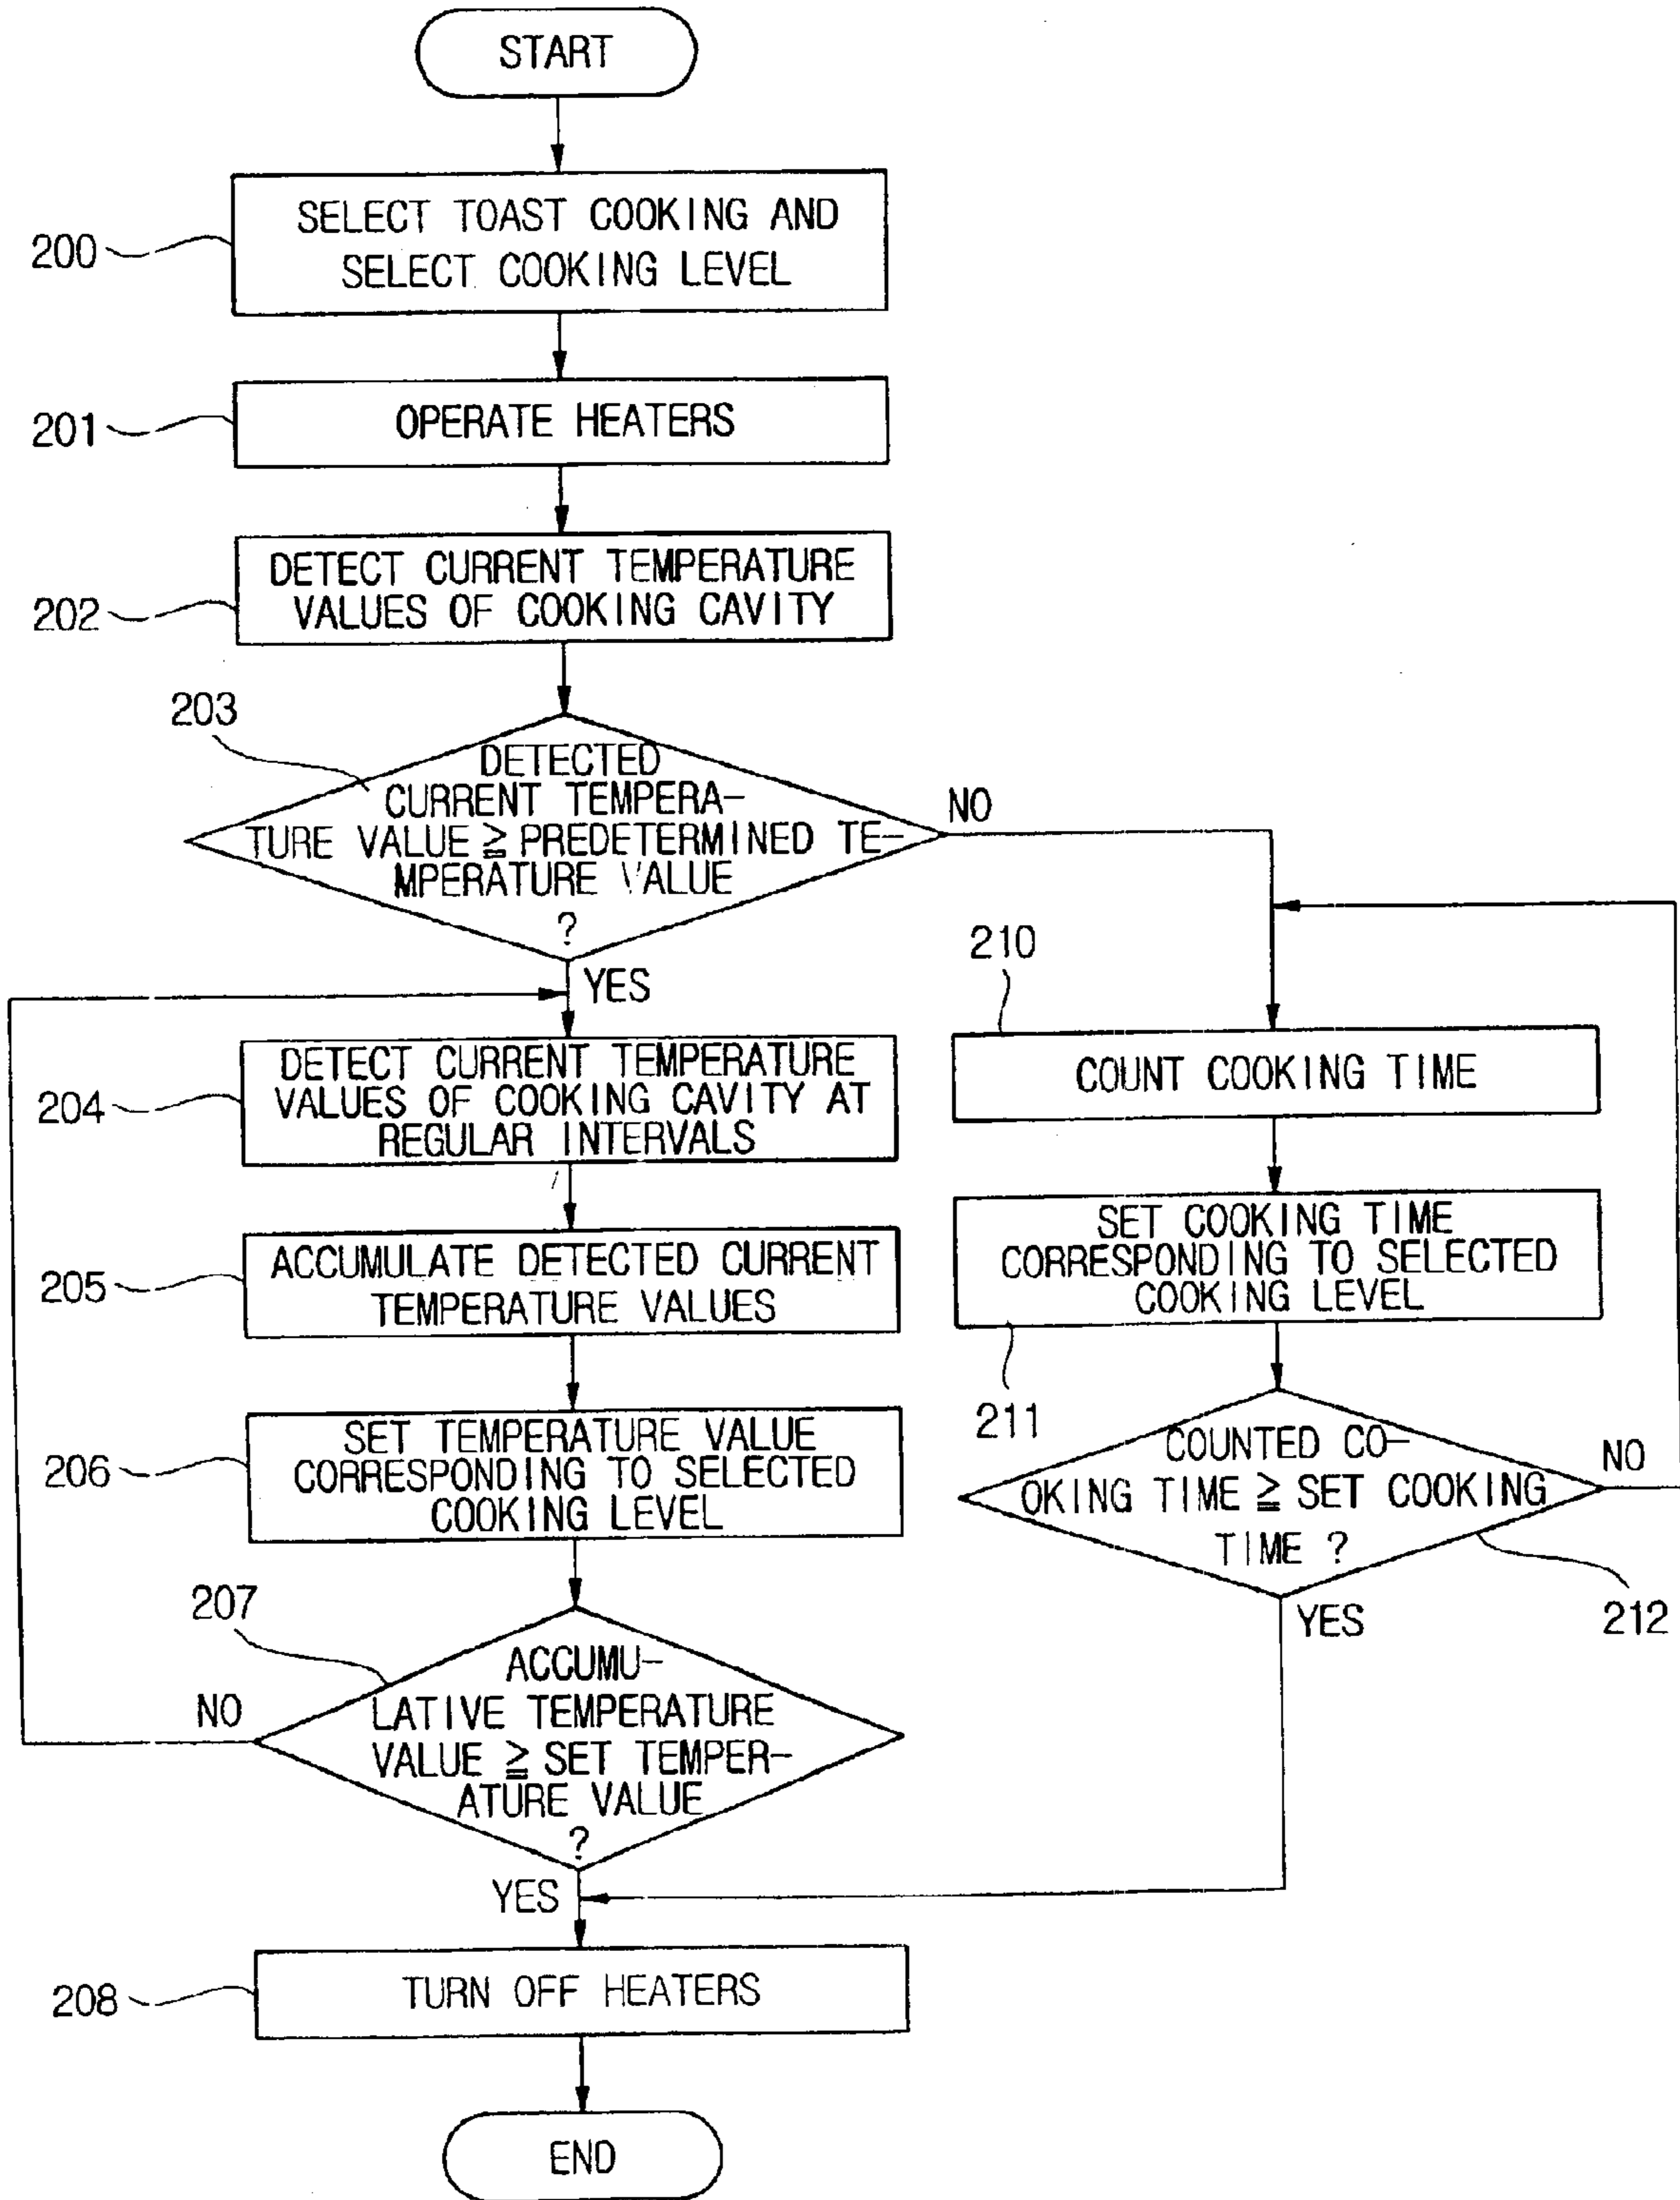 START
200
SELECT TOAST COOKING AND
SELECT COOKING LEVEL
201
OPERATE HEATERS
202
DETECT CURRENT TEMPERATURE
VALUES OF COOKING CAVITY
203
DETECTED
CURRENT TEMPERA-
TURE VALUE ≧ PREDETERMINED TE-
MPERATURE VALUE
?
NO
YES
204
DETECT CURRENT TEMPERATURE
VALUES OF COOKING CAVITY AT
REGULAR INTERVALS
205
ACCUMULATE DETECTED CURRENT
TEMPERATURE VALUES
206
SET TEMPERATURE VALUE
CORRESPONDING TO SELECTED
COOKING LEVEL
207
ACCUMU-
LATIVE TEMPERATURE
VALUE ≧ SET TEMPER-
ATURE VALUE
?
NO
YES
210
COUNT COOKING TIME
SET COOKING TIME
CORRESPONDING TO SELECTED
COOKING LEVEL
211
COUNTED CO-
OKING TIME ≧ SET COOKING
TIME ?
NO
212
YES
208
TURN OFF HEATERS
END